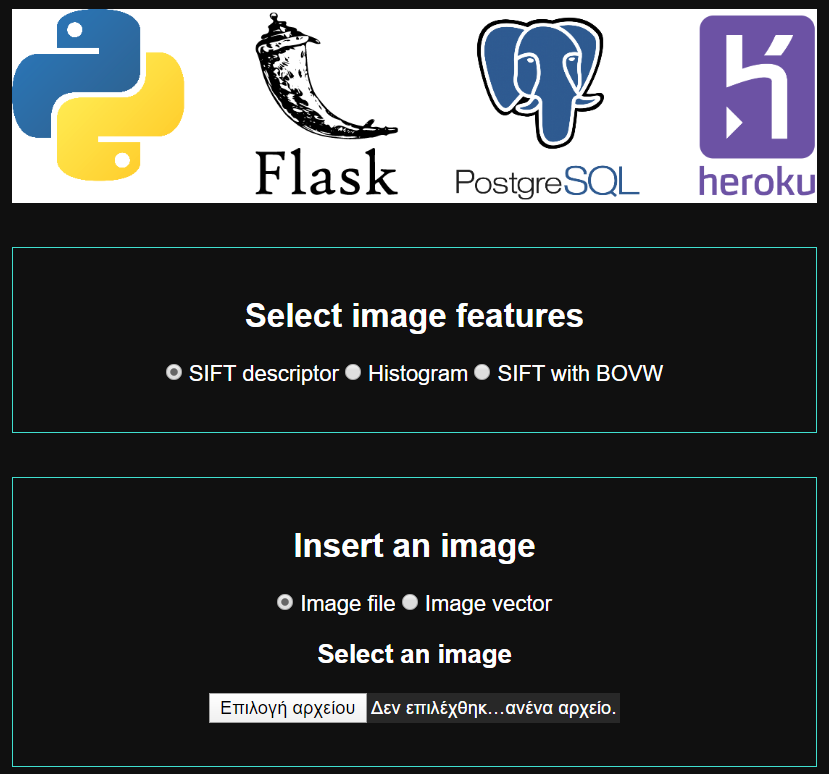 Flask PostgreSQL heroku
Select image features
SIFT descriptor Histogram SIFT with BOVW
Insert an image
Image file Image vector
Select an image
Επιλογή αρχείου Δεν επιλέχθηκ…ανένα αρχείο.